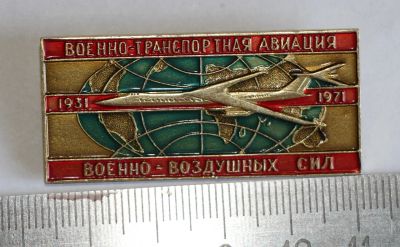 ВОЕННО-ТРАНСПОРТНАЯ АВИАЦИЯ
1931 1971
ВОЕННО - ВОЗДУШНЫХ СИЛ